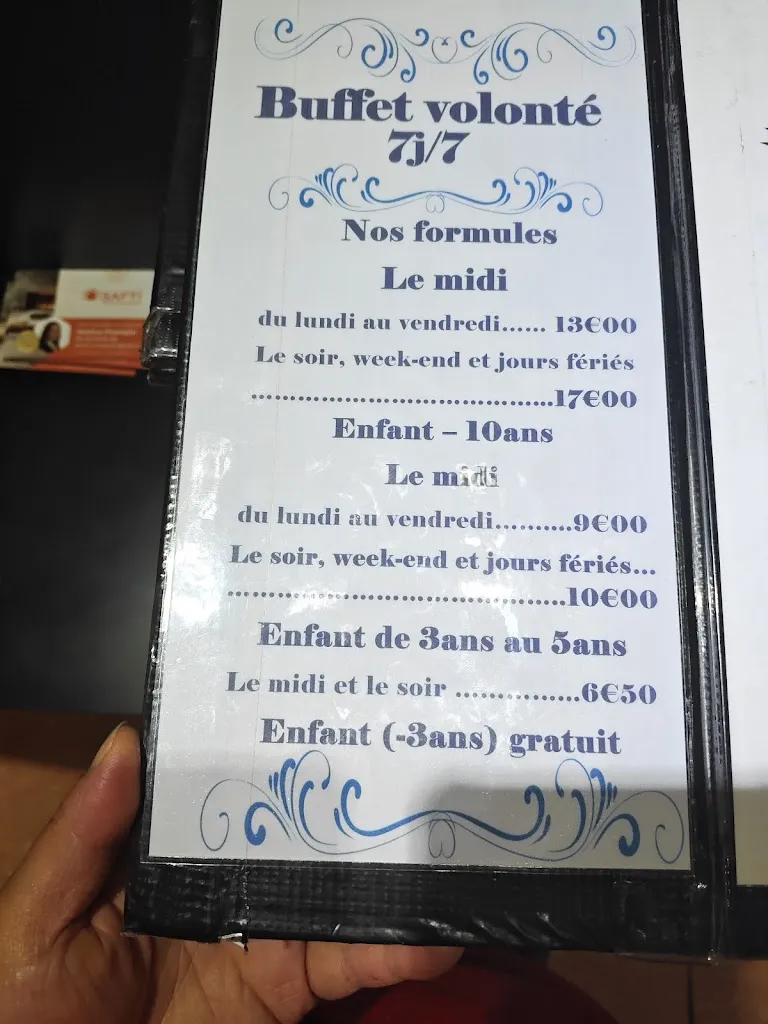 Buffet volonté
7j/7
Nos formules
Le midi
du lundi au vendredi...... 13€00
Le soir, week-end et jours fériés
.......................................17€00
Enfant – 10ans
Le midi
du lundi au vendredi..........9€00
Le soir, week-end et jours fériés...
............................................10€00
Enfant de 3ans au 5ans
Le midi et le soir ...............6€50
Enfant (-3ans) gratuit
SAFTI